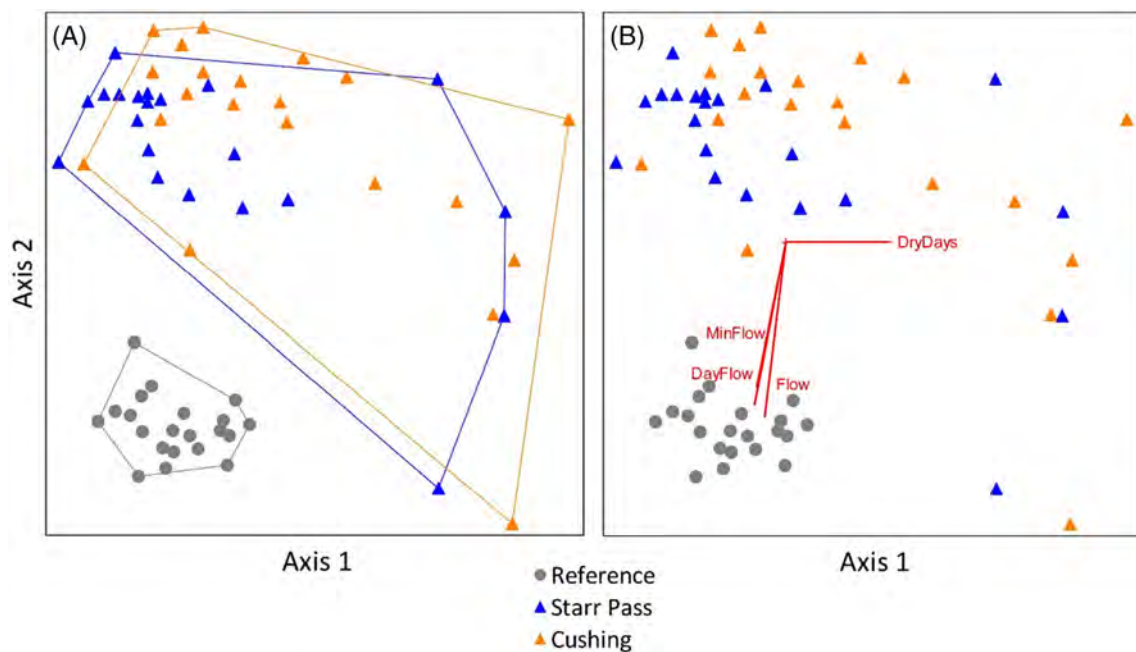 (A)
(B)
Axis 2
DryDays
MinFlow
DayFlow
Flow
Axis 1
Axis 1
Reference
Starr Pass
Cushing